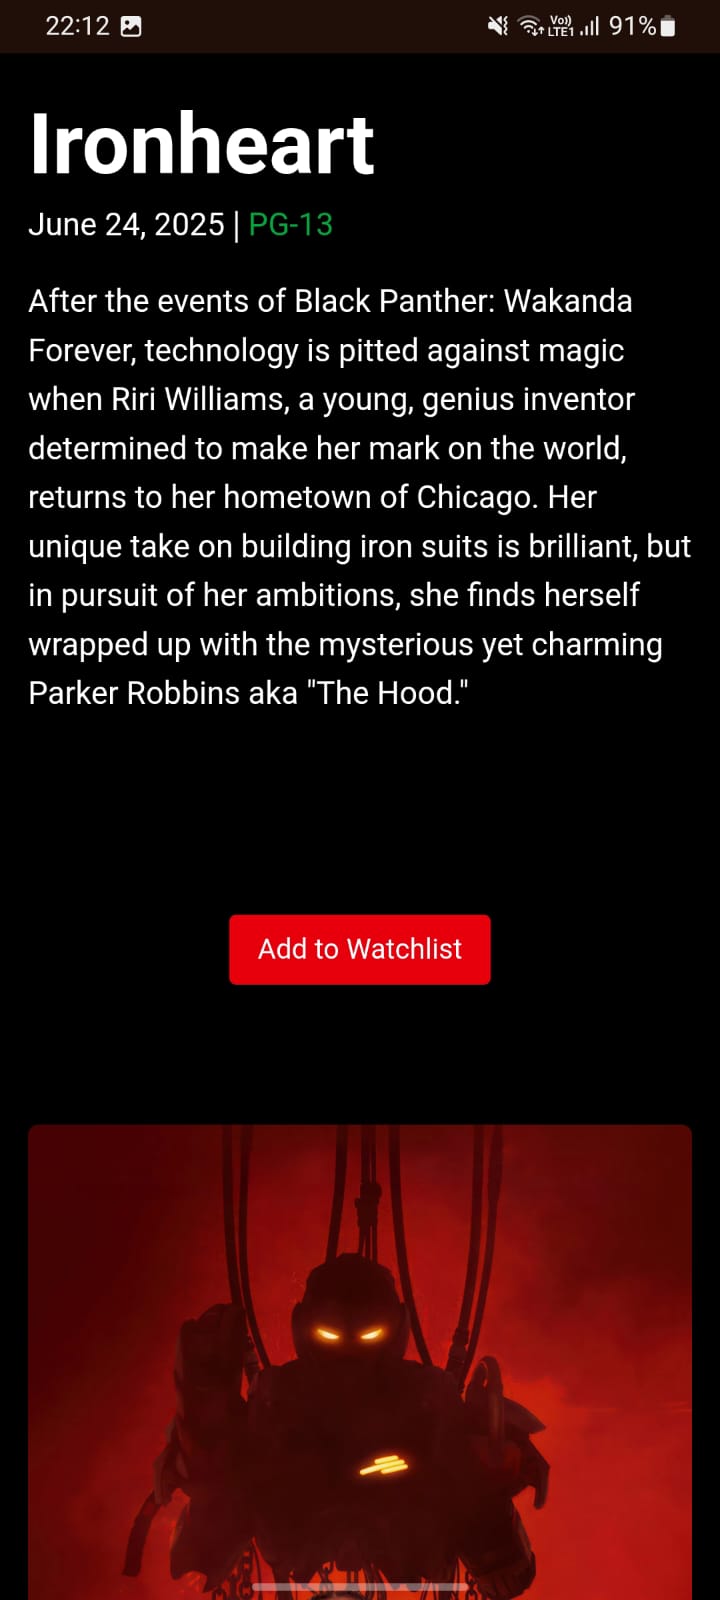 22:12
Vo)) LTE1 91%
Ironheart
June 24, 2025 | PG-13
After the events of Black Panther: Wakanda
Forever, technology is pitted against magic
when Riri Williams, a young, genius inventor
determined to make her mark on the world,
returns to her hometown of Chicago. Her
unique take on building iron suits is brilliant, but
in pursuit of her ambitions, she finds herself
wrapped up with the mysterious yet charming
Parker Robbins aka "The Hood."
Add to Watchlist